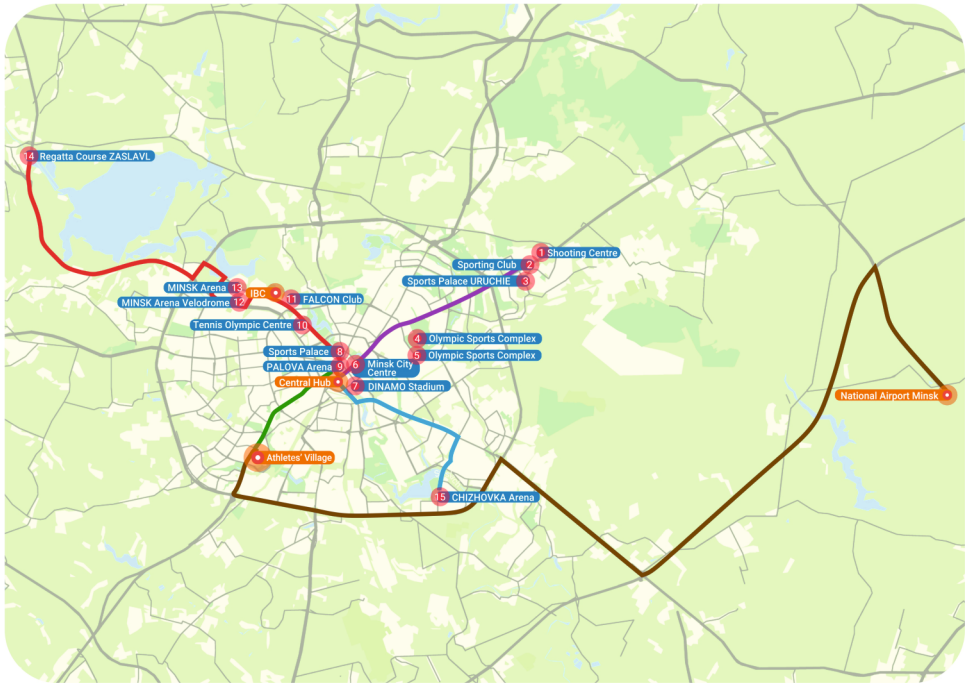 14 Regatta Course ZASLAVL
1 Shooting Centre
Sporting Club 2
Sports Palace URUCHIE 3
MINSK Arena 13
IBC
11 FALCON Club
MINSK Arena Velodrome 12
Tennis Olympic Centre 10
4 Olympic Sports Complex
Sports Palace 8
5 Olympic Sports Complex
PALOVA Arena 9
6 Minsk City
Centre
Central Hub
7 DINAMO Stadium
National Airport Minsk
Athletes' Village
15 CHIZHOVKA Arena